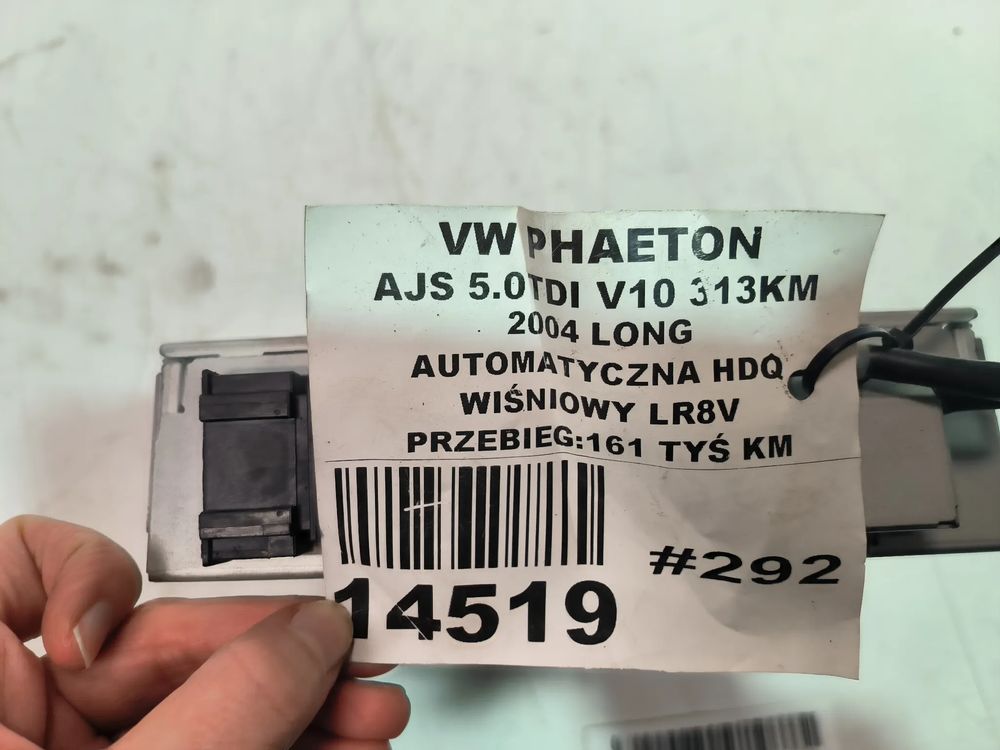 VW PHAETON
AJS 5.0TDI V10 313KM
2004 LONG
AUTOMATYCZNA HDQ
WIŚNIOWY LR8V
PRZEBIEG:161 TYŚ KM
#292
14519